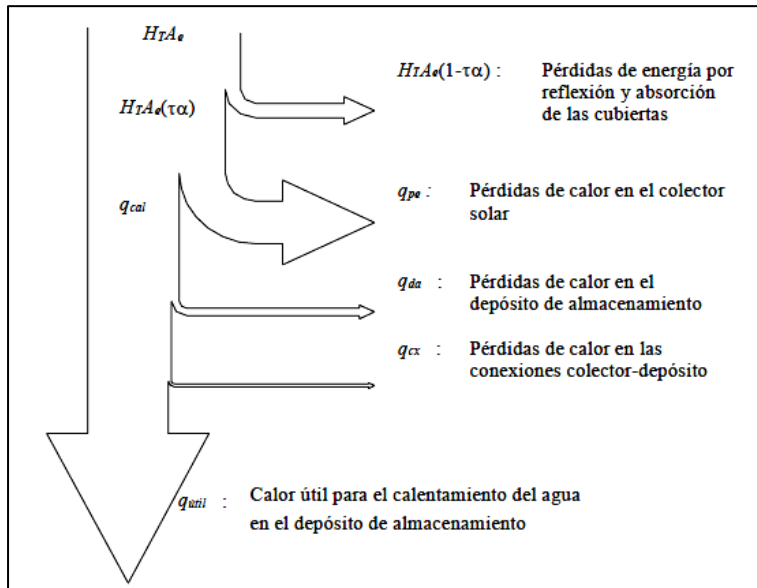 HTAe
HTAe(1-τα) : Pérdidas de energía por
reflexión y absorción
de las cubiertas
HTAe(τα)
qcal
qpe : Pérdidas de calor en el colector
solar
qda : Pérdidas de calor en el
depósito de almacenamiento
qcx : Pérdidas de calor en las
conexiones colector-depósito
qútil : Calor útil para el calentamiento del agua
en el depósito de almacenamiento